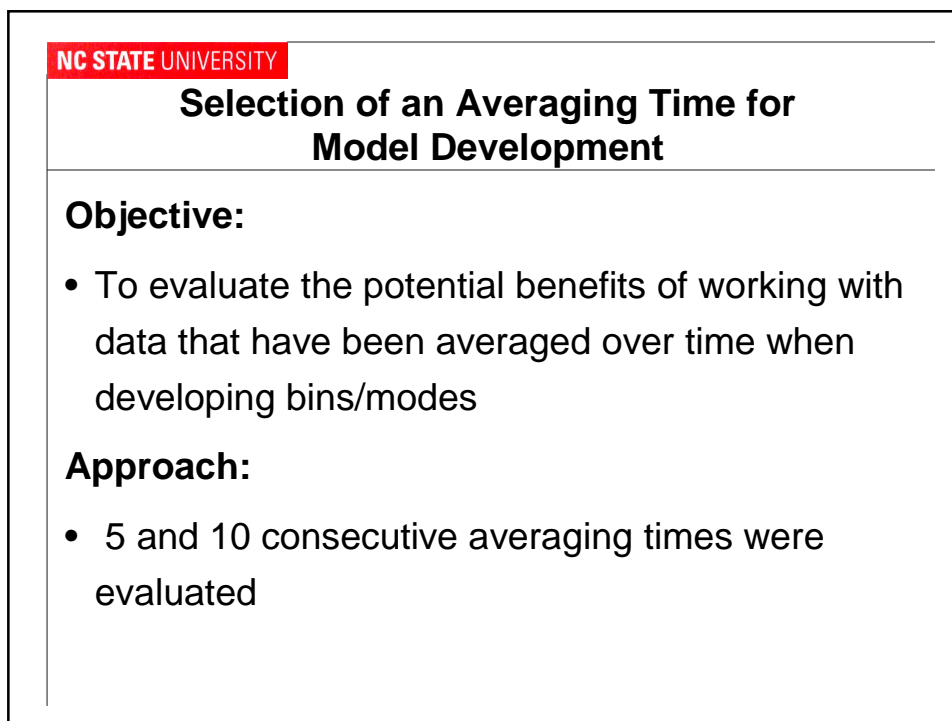 NC STATE UNIVERSITY
Selection of an Averaging Time for
Model Development
Objective:
• To evaluate the potential benefits of working with
data that have been averaged over time when
developing bins/modes
Approach:
• 5 and 10 consecutive averaging times were
evaluated